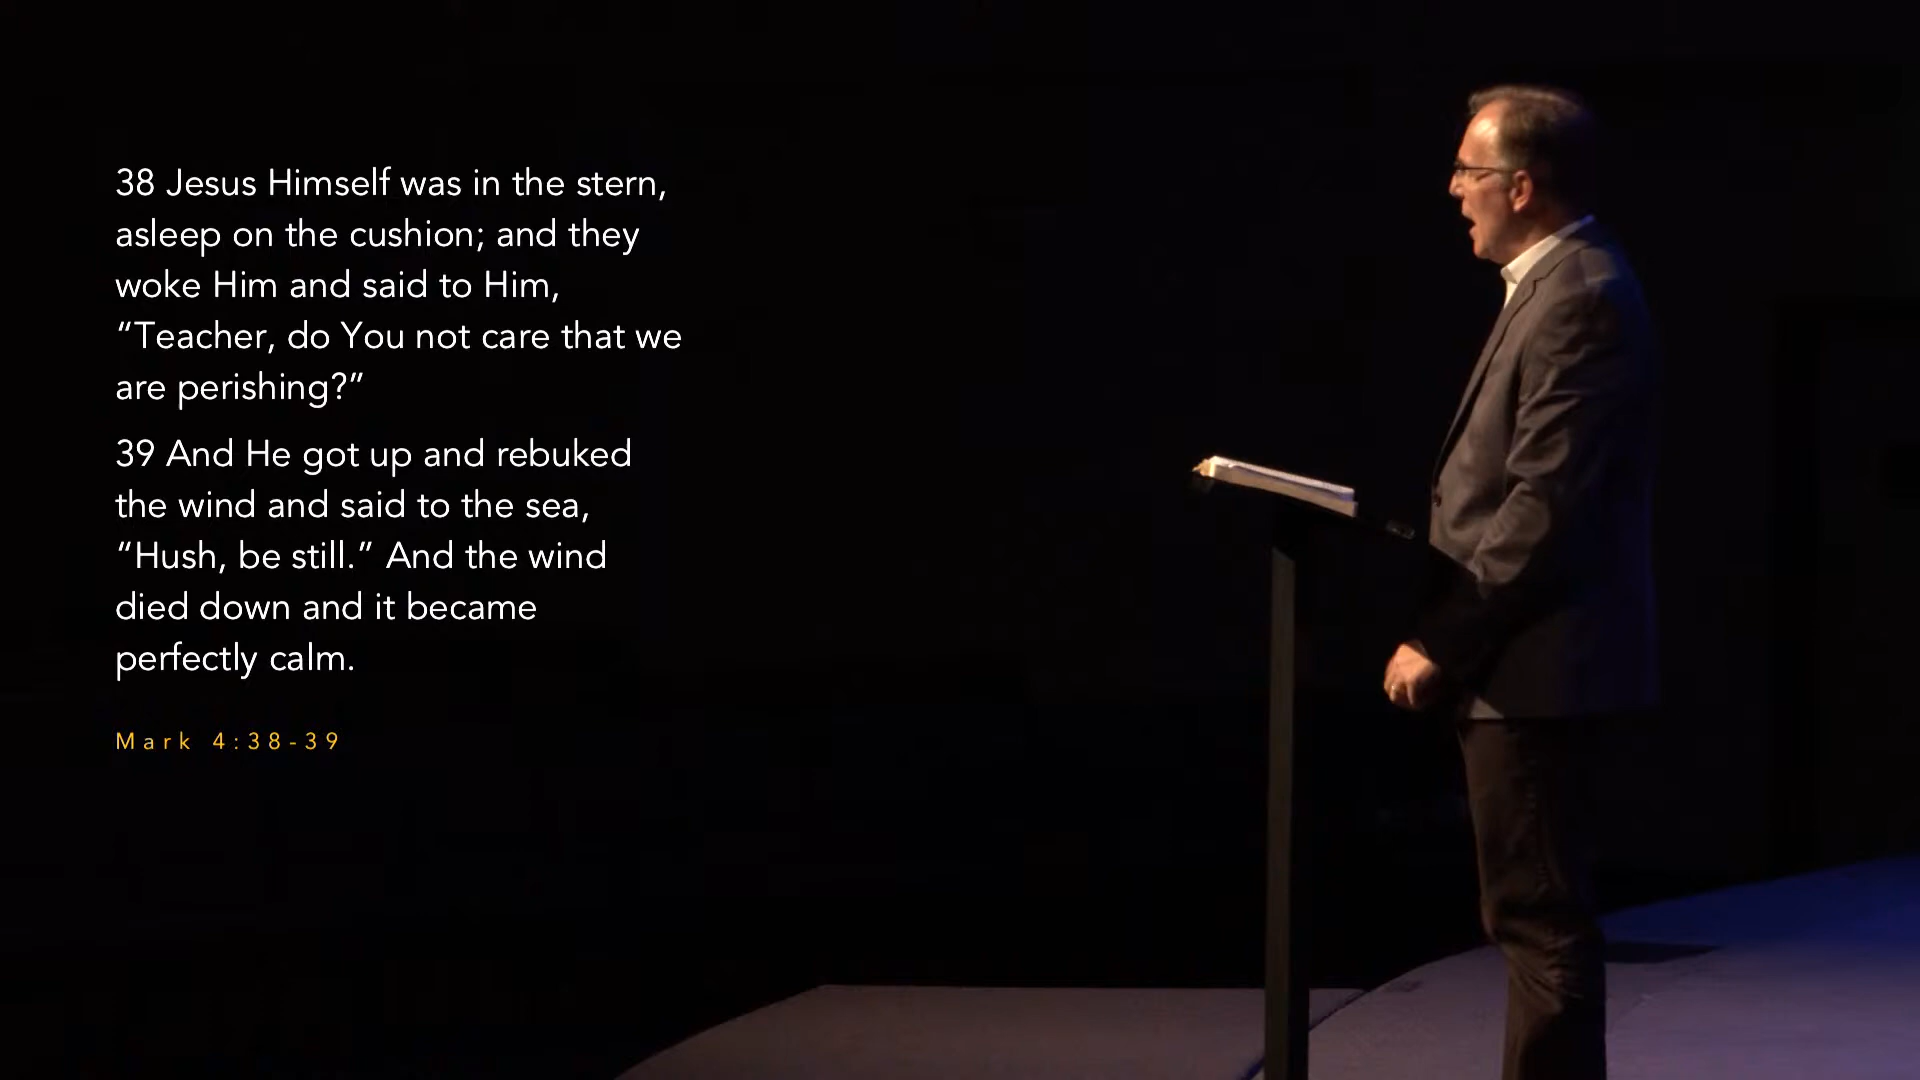 38 Jesus Himself was in the stern,
asleep on the cushion; and they
woke Him and said to Him,
“Teacher, do You not care that we
are perishing?”
39 And He got up and rebuked
the wind and said to the sea,
“Hush, be still.” And the wind
died down and it became
perfectly calm.
Mark 4:38-39